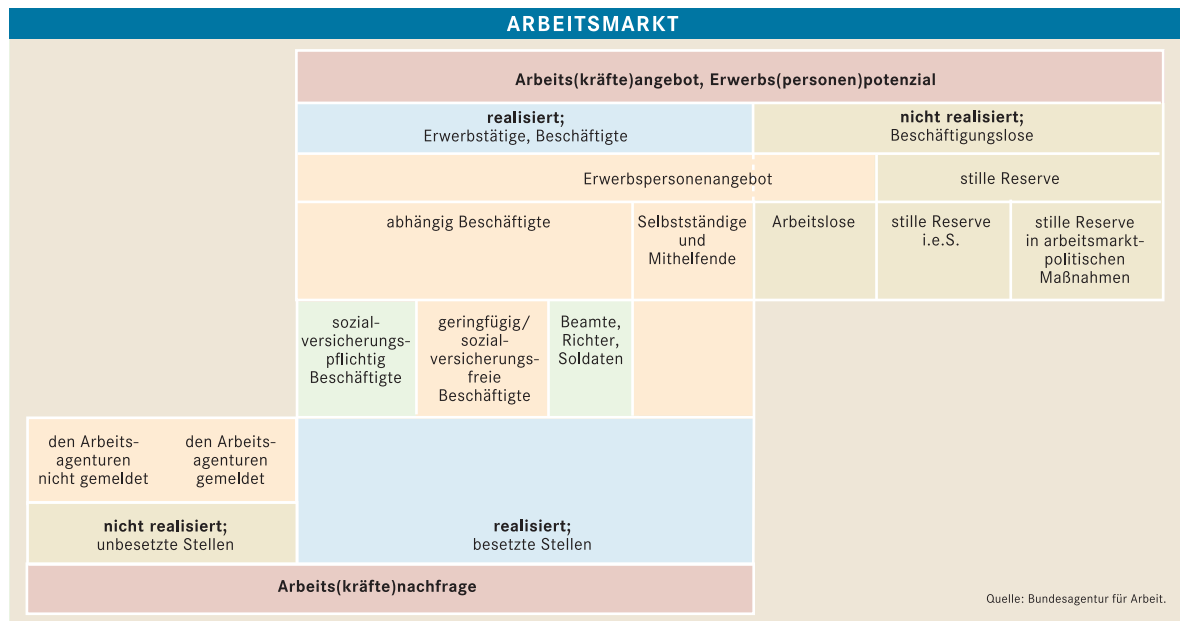 ARBEITSMARKT
Arbeits(kräfte)angebot, Erwerbs(personen)potenzial
realisiert;
Erwerbstätige, Beschäftigte
nicht realisiert;
Beschäftigungslose
Erwerbspersonenangebot
stille Reserve
abhängig Beschäftigte
Selbstständige
und
Mithelfende
Arbeitslose
stille Reserve
i.e.S.
stille Reserve
in arbeitsmarkt-
politischen
Maßnahmen
sozial-
versicherungs-
pflichtig
Beschäftigte
geringfügig/
sozial-
versicherungs-
freie
Beschäftigte
Beamte,
Richter,
Soldaten
den Arbeits-
agenturen
nicht gemeldet
den Arbeits-
agenturen
gemeldet
nicht realisiert;
unbesetzte Stellen
realisiert;
besetzte Stellen
Arbeits(kräfte)nachfrage
Quelle: Bundesagentur für Arbeit.